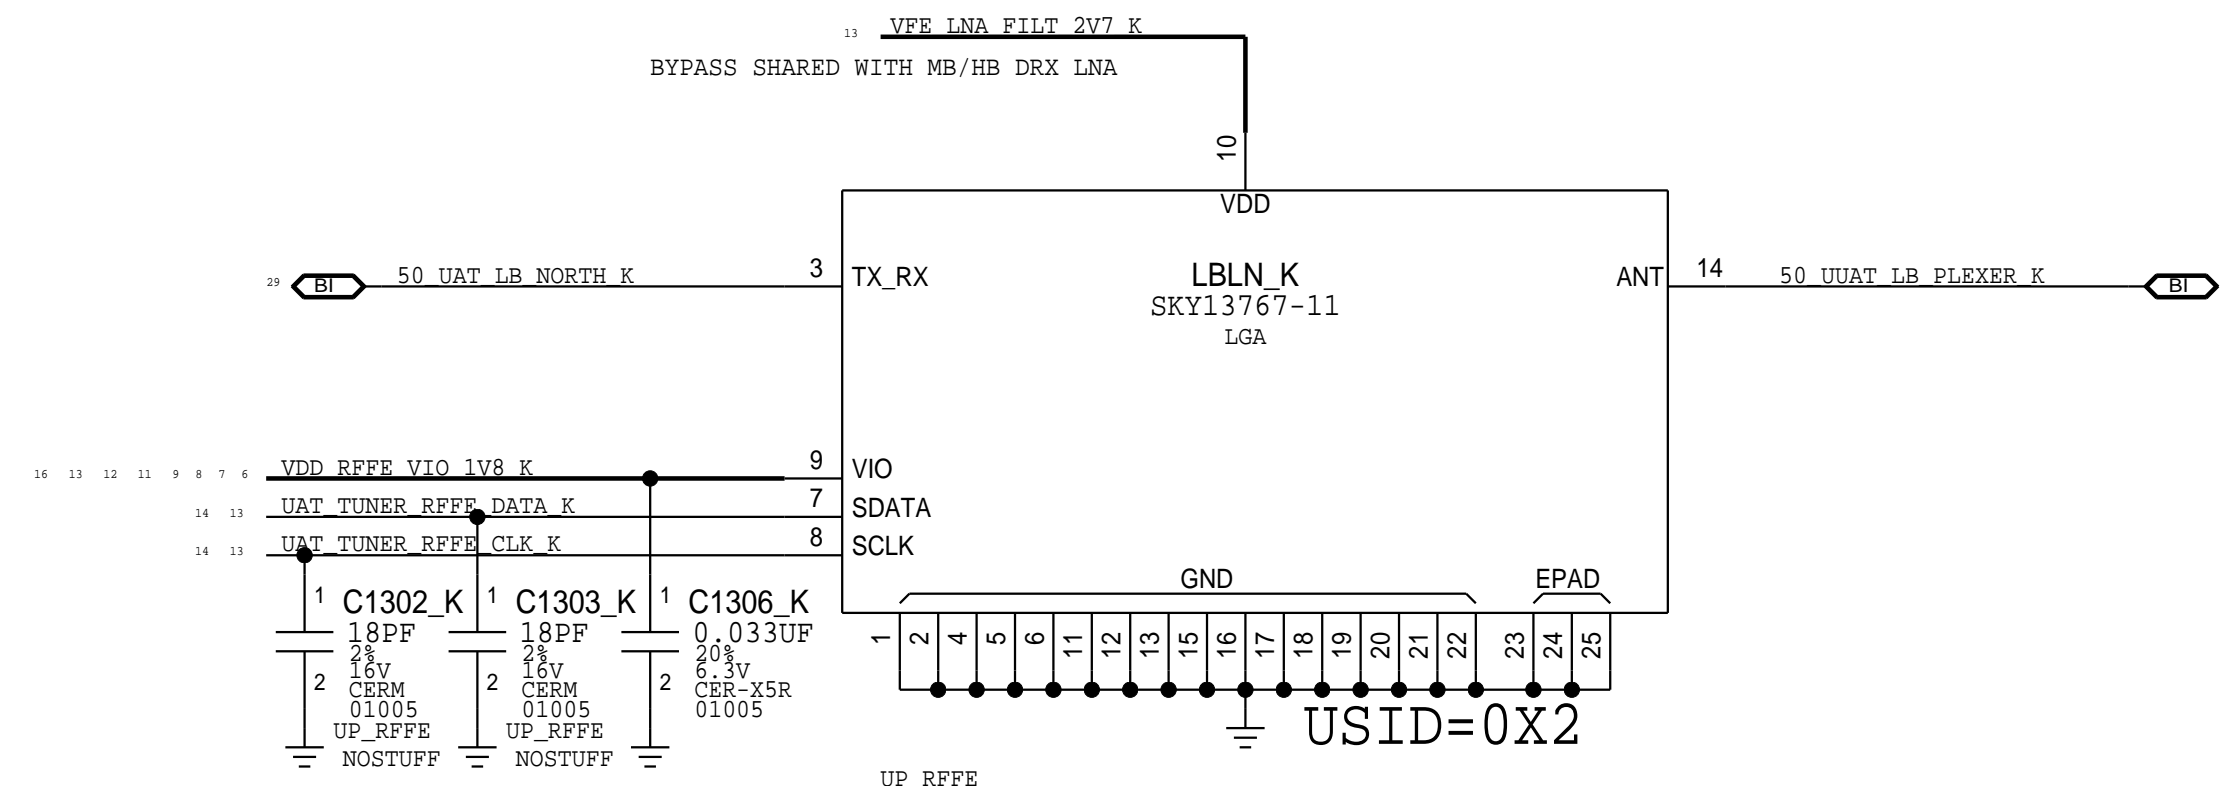 13 VFE_LNA_FILT_2V7_K
BYPASS SHARED WITH MB/HB DRX LNA
10
VDD
29 BI 50_UAT_LB_NORTH_K 3 TX_RX
LBLN_K
SKY13767-11
LGA
ANT 14 50_UUAT_LB_PLEXER_K BI
16 13 12 11 9 8 7 6 VDD_RFFE_VIO_1V8_K 9 VIO
14 13 UAT_TUNER_RFFE_DATA_K 7 SDATA
14 13 UAT_TUNER_RFFE_CLK_K 8 SCLK
GND EPAD
1 2 4 5 6 11 12 13 15 16 17 18 19 20 21 22 23 24 25
1 C1302_K
18PF
2%
16V
2 CERM
01005
UP_RFFE
NOSTUFF
1 C1303_K
18PF
2%
16V
2 CERM
01005
UP_RFFE
NOSTUFF
1 C1306_K
0.033UF
20%
6.3V
2 CER-X5R
01005
USID=0X2
UP_RFFE